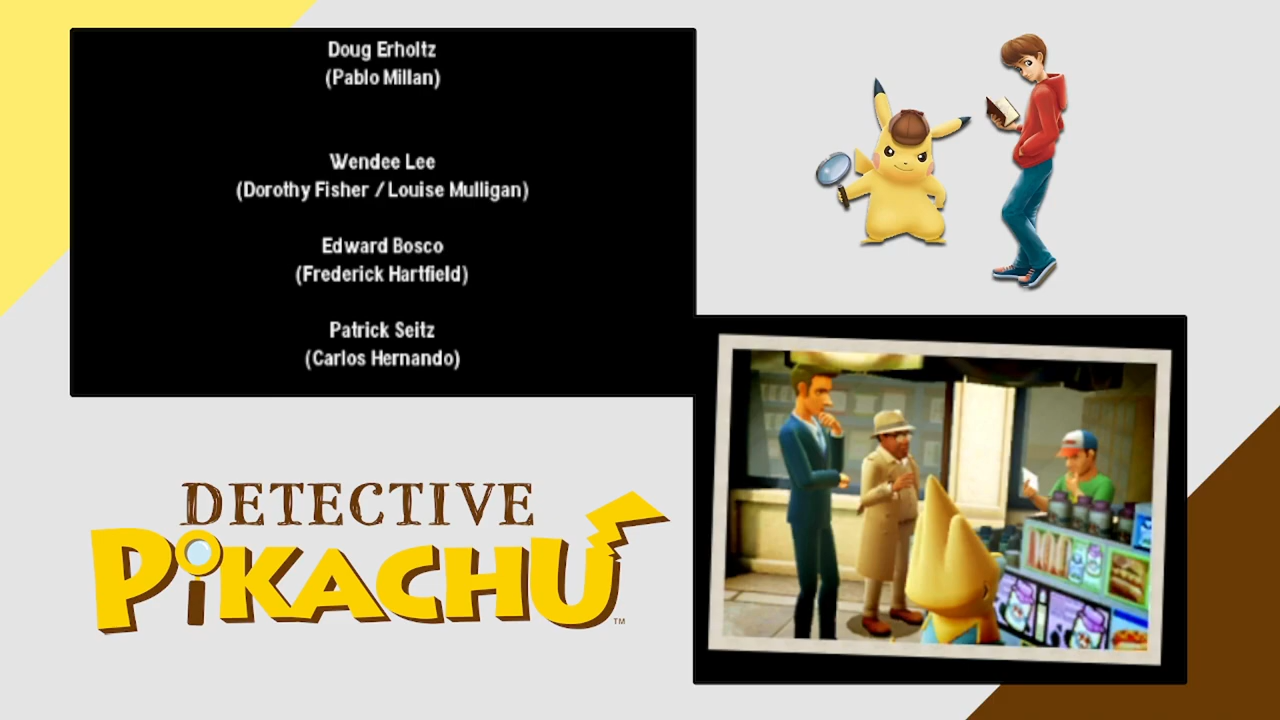 Doug Erholtz
(Pablo Millan)
Wendee Lee
(Dorothy Fisher / Louise Mulligan)
Edward Bosco
(Frederick Hartfield)
Patrick Seitz
(Carlos Hernando)
DETECTIVE
PiKACHU
TM